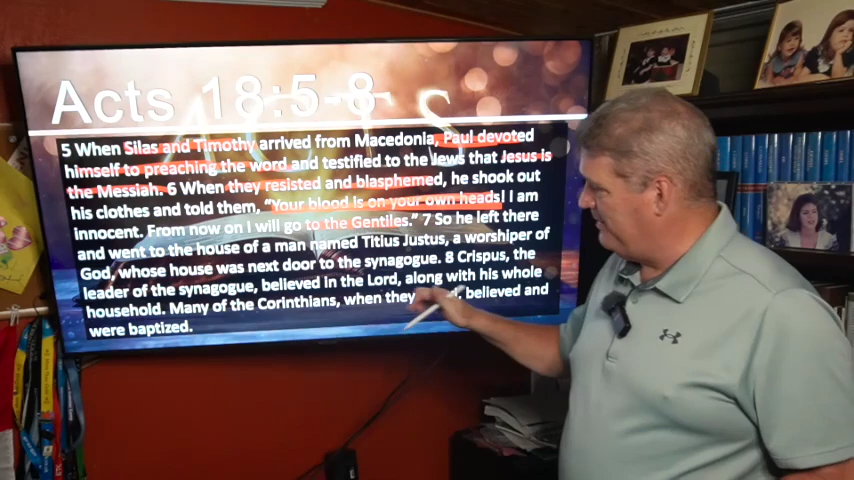 Acts 18:5-8
ACTS
5 When Silas and Timothy arrived from Macedonia, Paul devoted
himself to preaching the word and testified to the Jews that Jesus is
the Messiah. 6 When they resisted and blasphemed, he shook out
his clothes and told them, “Your blood is on your own heads! I am
innocent. From now on I will go to the Gentiles.” 7 So he left there
and went to the house of a man named Titius Justus, a worshiper of
God, whose house was next door to the synagogue. 8 Crispus, the
leader of the synagogue, believed in the Lord, along with his whole
household. Many of the Corinthians, when they , believed and
were baptized.